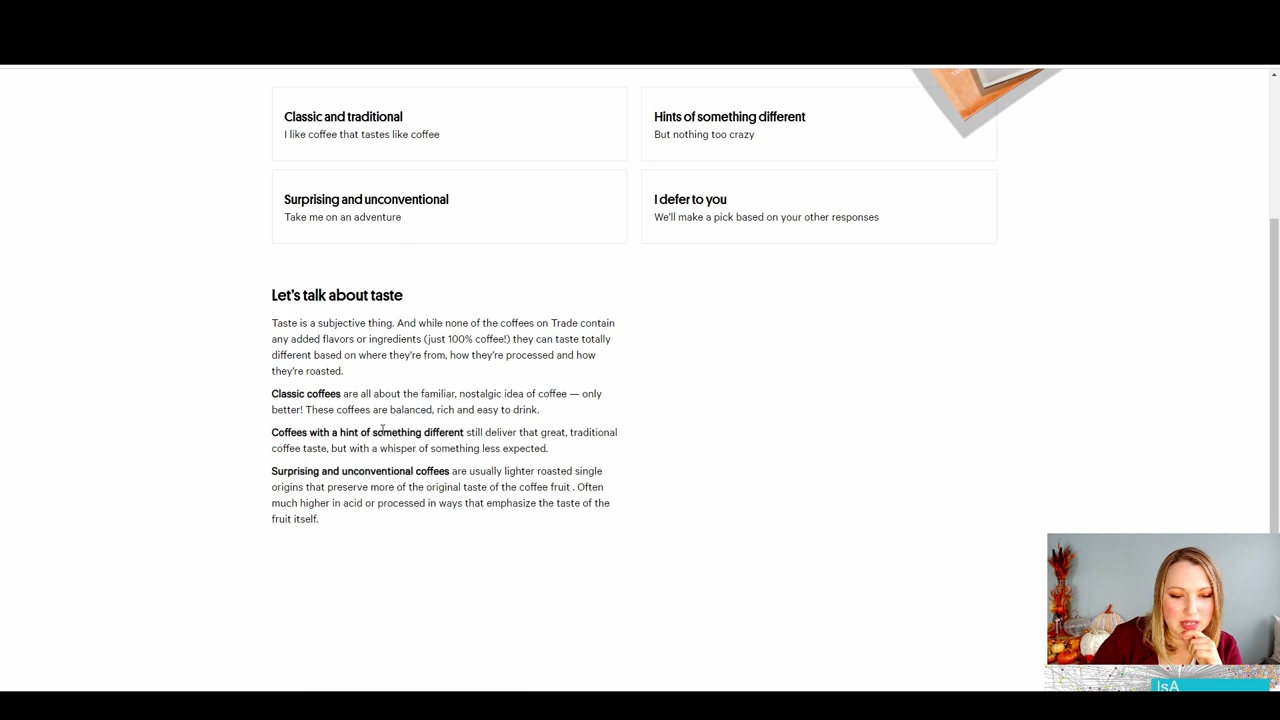 Classic and traditional
I like coffee that tastes like coffee
Hints of something different
But nothing too crazy
Surprising and unconventional
Take me on an adventure
I defer to you
We'll make a pick based on your other responses
Let's talk about taste
Taste is a subjective thing. And while none of the coffees on Trade contain
any added flavors or ingredients (just 100% coffee!) they can taste totally
different based on where they're from, how they're processed and how
they're roasted.
Classic coffees are all about the familiar, nostalgic idea of coffee — only
better! These coffees are balanced, rich and easy to drink.
Coffees with a hint of something different still deliver that great, traditional
coffee taste, but with a whisper of something less expected.
Surprising and unconventional coffees are usually lighter roasted single
origins that preserve more of the original taste of the coffee fruit . Often
much higher in acid or processed in ways that emphasize the taste of the
fruit itself.
IsA